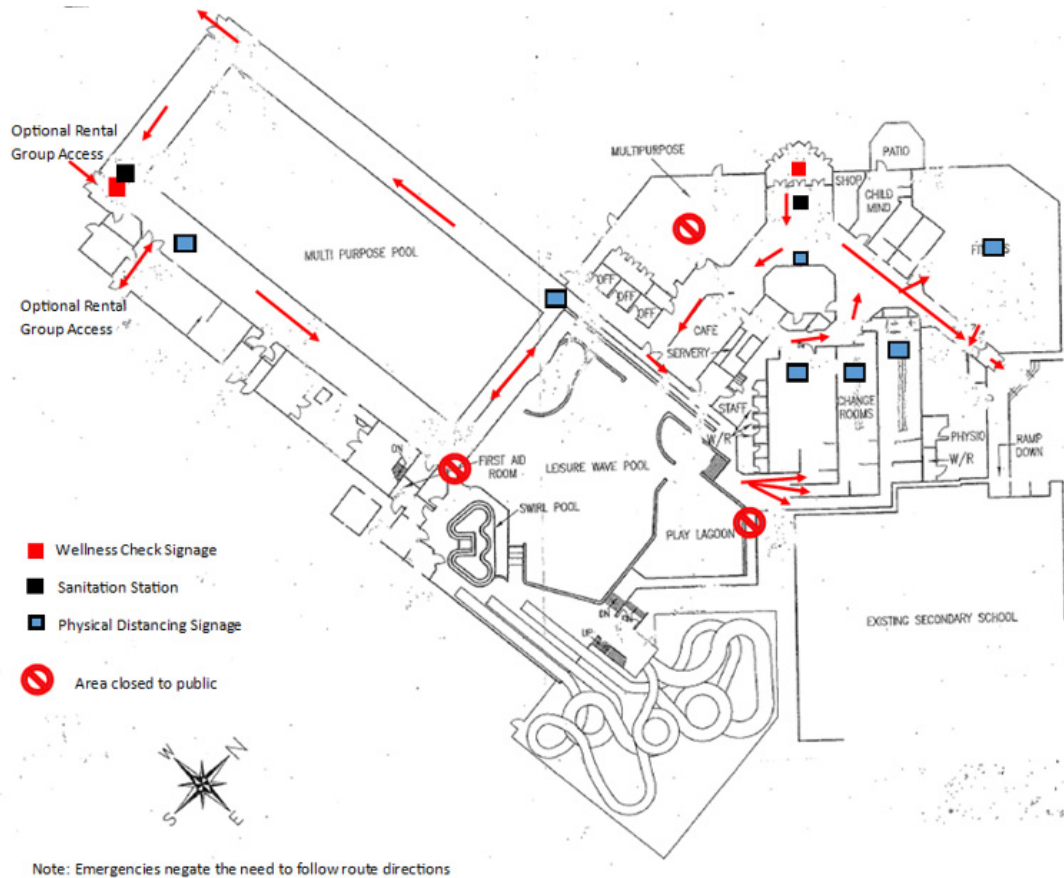 Optional Rental
Group Access
Optional Rental
Group Access
MULTI PURPOSE POOL
MULTIPURPOSE
OFF
OFF
OFF
CAFE
SERVERY
SHOP
PATIO
CHILD
MIND
STAFF
W/R
CHANGE
ROOMS
PHYSIO
W/R
RAMP
DOWN
DN
FIRST AID
ROOM
LEISURE WAVE POOL
SWIRL POOL
PLAY LAGOON
DN
UP
EXISTING SECONDARY SCHOOL
Wellness Check Signage
Sanitation Station
Physical Distancing Signage
Area closed to public
W
N
S
E
Note: Emergencies negate the need to follow route directions